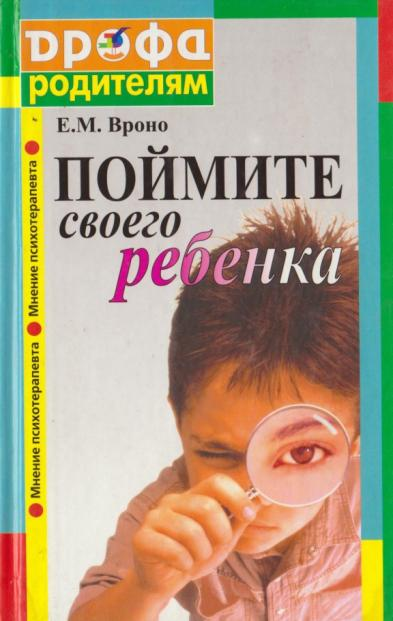 ДРОФА
РОДИТЕЛЯМ
Е.М. Вроно
ПОЙМИТЕ
своего
ребенка
Мнение психотерапевта
Мнение психотерапевта